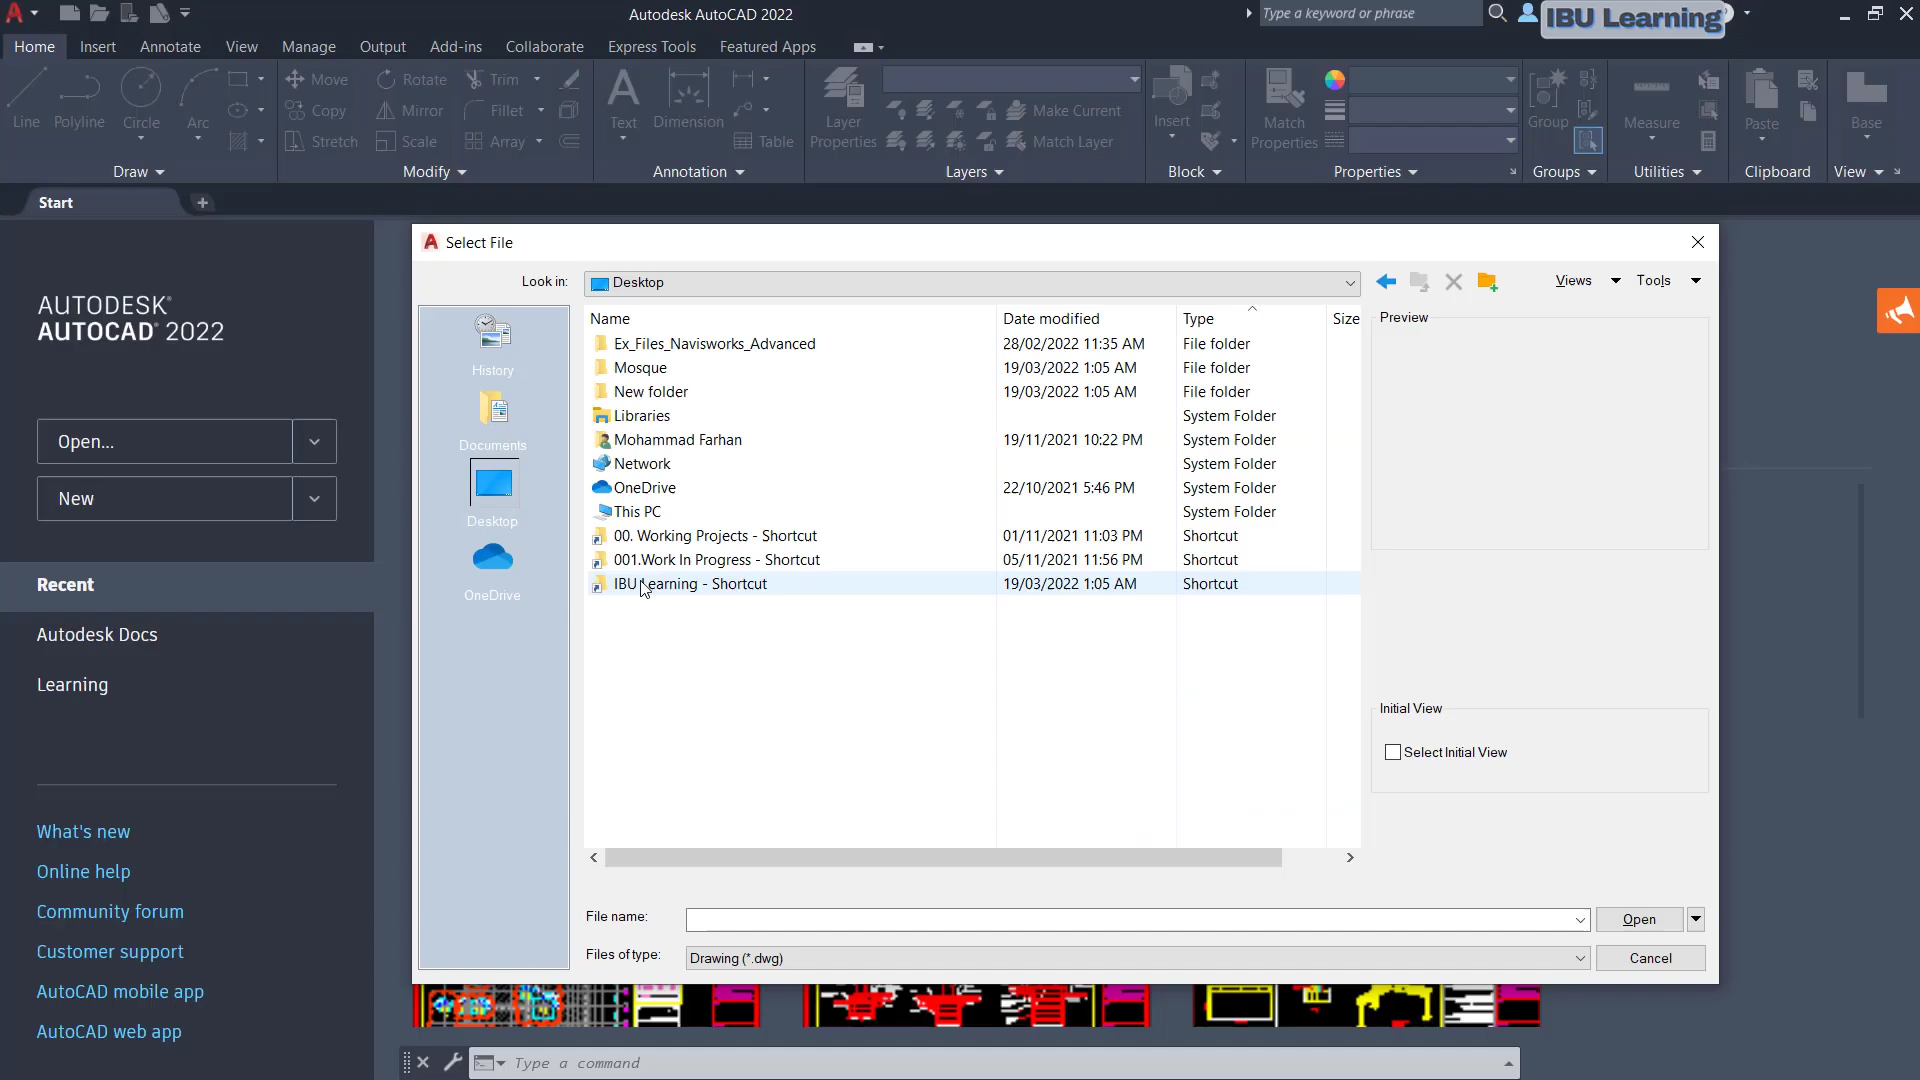 Autodesk AutoCAD 2022
Type a keyword or phrase
IBU Learning
Home Insert Annotate View Manage Output Add-ins Collaborate Express Tools Featured Apps
Line Polyline Circle Arc
Move Rotate Trim
Copy Mirror Fillet
Stretch Scale Array
Text Dimension Table
Layer Properties
Make Current
Match Layer
Insert
Match Properties
Group
Measure
Paste
Base
Draw Modify Annotation Layers Block Properties Groups Utilities Clipboard View
Start
AUTODESK®
AUTOCAD® 2022
Open...
New
Recent
Autodesk Docs
Learning
What's new
Online help
Community forum
Customer support
AutoCAD mobile app
AutoCAD web app
Select File
Look in: Desktop Views Tools
History
Documents
Desktop
OneDrive
Name Date modified Type Size
Ex_Files_Navisworks_Advanced 28/02/2022 11:35 AM File folder
Mosque 19/03/2022 1:05 AM File folder
New folder 19/03/2022 1:05 AM File folder
Libraries System Folder
Mohammad Farhan 19/11/2021 10:22 PM System Folder
Network System Folder
OneDrive 22/10/2021 5:46 PM System Folder
This PC System Folder
00. Working Projects - Shortcut 01/11/2021 11:03 PM Shortcut
001.Work In Progress - Shortcut 05/11/2021 11:56 PM Shortcut
IBU Learning - Shortcut 19/03/2022 1:05 AM Shortcut
Preview
Initial View
Select Initial View
File name: Open
Files of type: Drawing (*.dwg) Cancel
Type a command